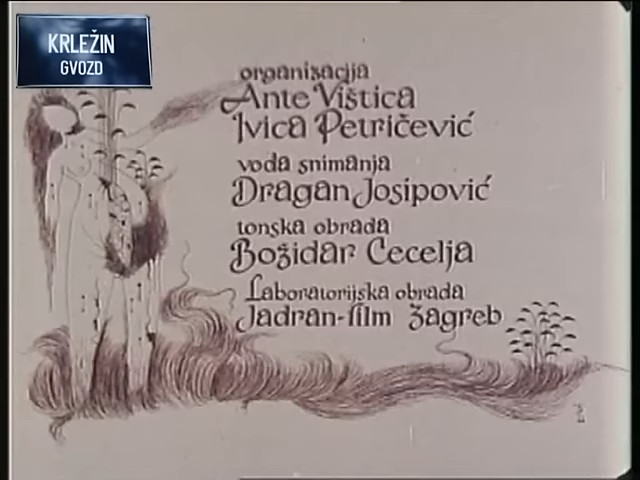 KRLEŽIN
GVOZD
organizacija
Ante Vištica
Ivica Petričević
vođa snimanja
Dragan Josipović
tonska obrada
Božidar Cecelja
Laboratorijska obrada
Jadran-film Zagreb